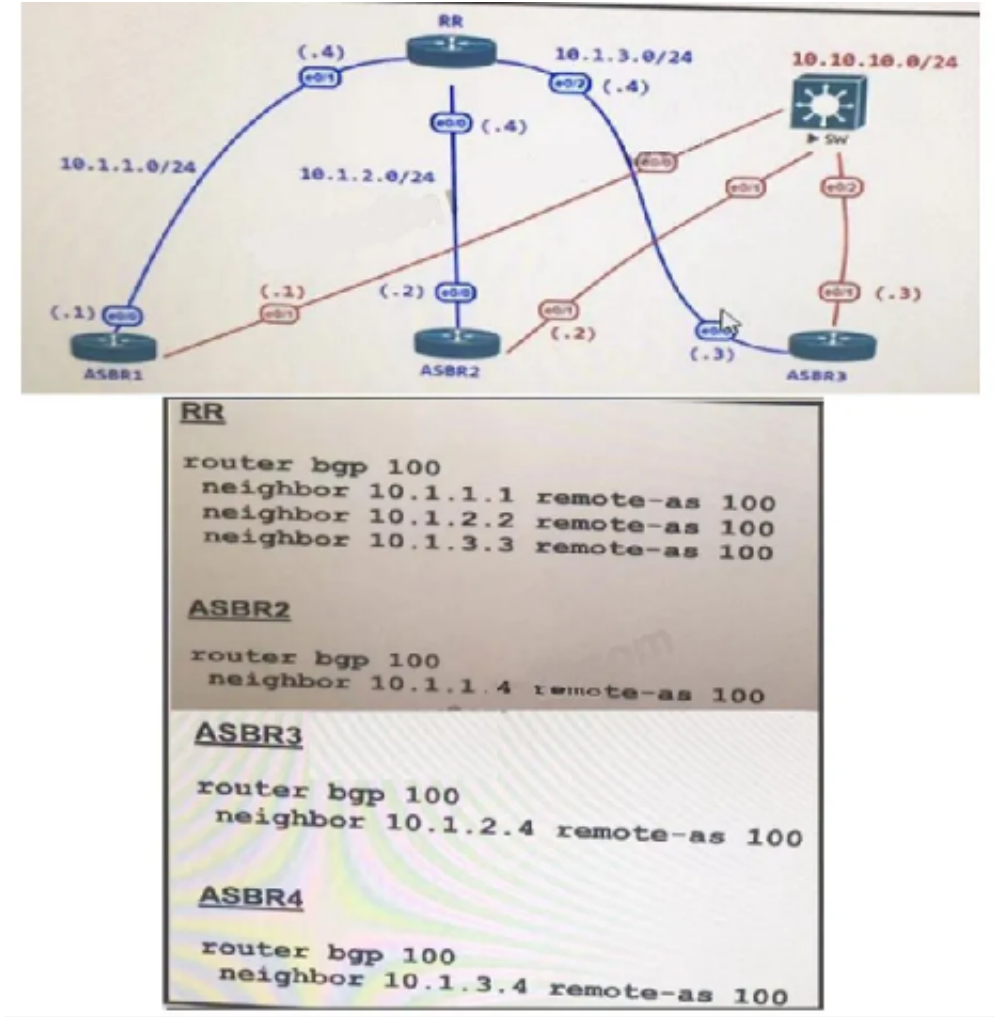 RR
(.4)
10.1.3.0/24
10.10.10.0/24
e0/1
e0/2
(.4)
e0/0
(.4)
SW
10.1.1.0/24
10.1.2.0/24
e0/0
e0/1
e0/2
(.1)
e0/0
(.1)
e0/1
(.2)
e0/0
e0/1
(.2)
e0/1
(.3)
(.3)
ASBR1
ASBR2
ASBR3
RR
router bgp 100
neighbor 10.1.1.1 remote-as 100
neighbor 10.1.2.2 remote-as 100
neighbor 10.1.3.3 remote-as 100
ASBR2
router bgp 100
neighbor 10.1.1.4 remote-as 100
ASBR3
router bgp 100
neighbor 10.1.2.4 remote-as 100
ASBR4
router bgp 100
neighbor 10.1.3.4 remote-as 100